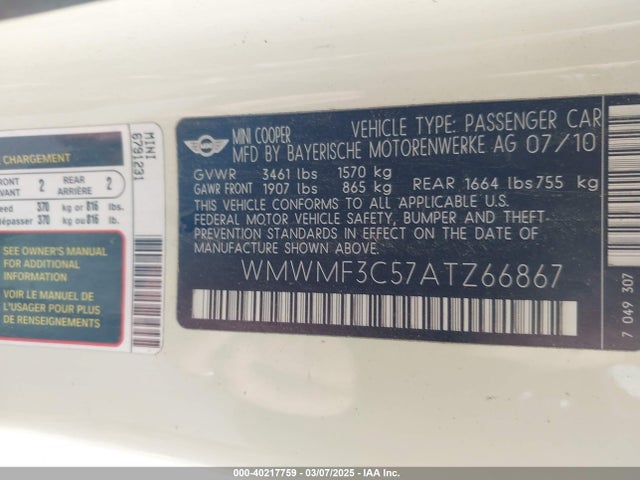 CHARGEMENT
FRONT
AVANT 2
REAR
ARRIÈRE 2
370 kg or 816 lbs.
370 kg ou 816 lb.
SEE OWNER'S MANUAL
FOR ADDITIONAL
INFORMATION
VOIR LE MANUEL DE
L'USAGER POUR PLUS
DE RENSEIGNEMENTS
MINI
6791231
MINI
MINI COOPER VEHICLE TYPE: PASSENGER CAR
MFD BY BAYERISCHE MOTORENWERKE AG 07/10
GVWR 3461 lbs 1570 kg
GAWR FRONT 1907 lbs 865 kg REAR 1664 lbs 755 kg
THIS VEHICLE CONFORMS TO ALL APPLICABLE U.S.
FEDERAL MOTOR VEHICLE SAFETY, BUMPER AND THEFT
PREVENTION STANDARDS IN EFFECT ON THE DATE OF
MANUFACTURE SHOWN ABOVE.
WMWMF3C57ATZ66867
7 049 307
000-40217759 - 03/07/2025 - IAA Inc.